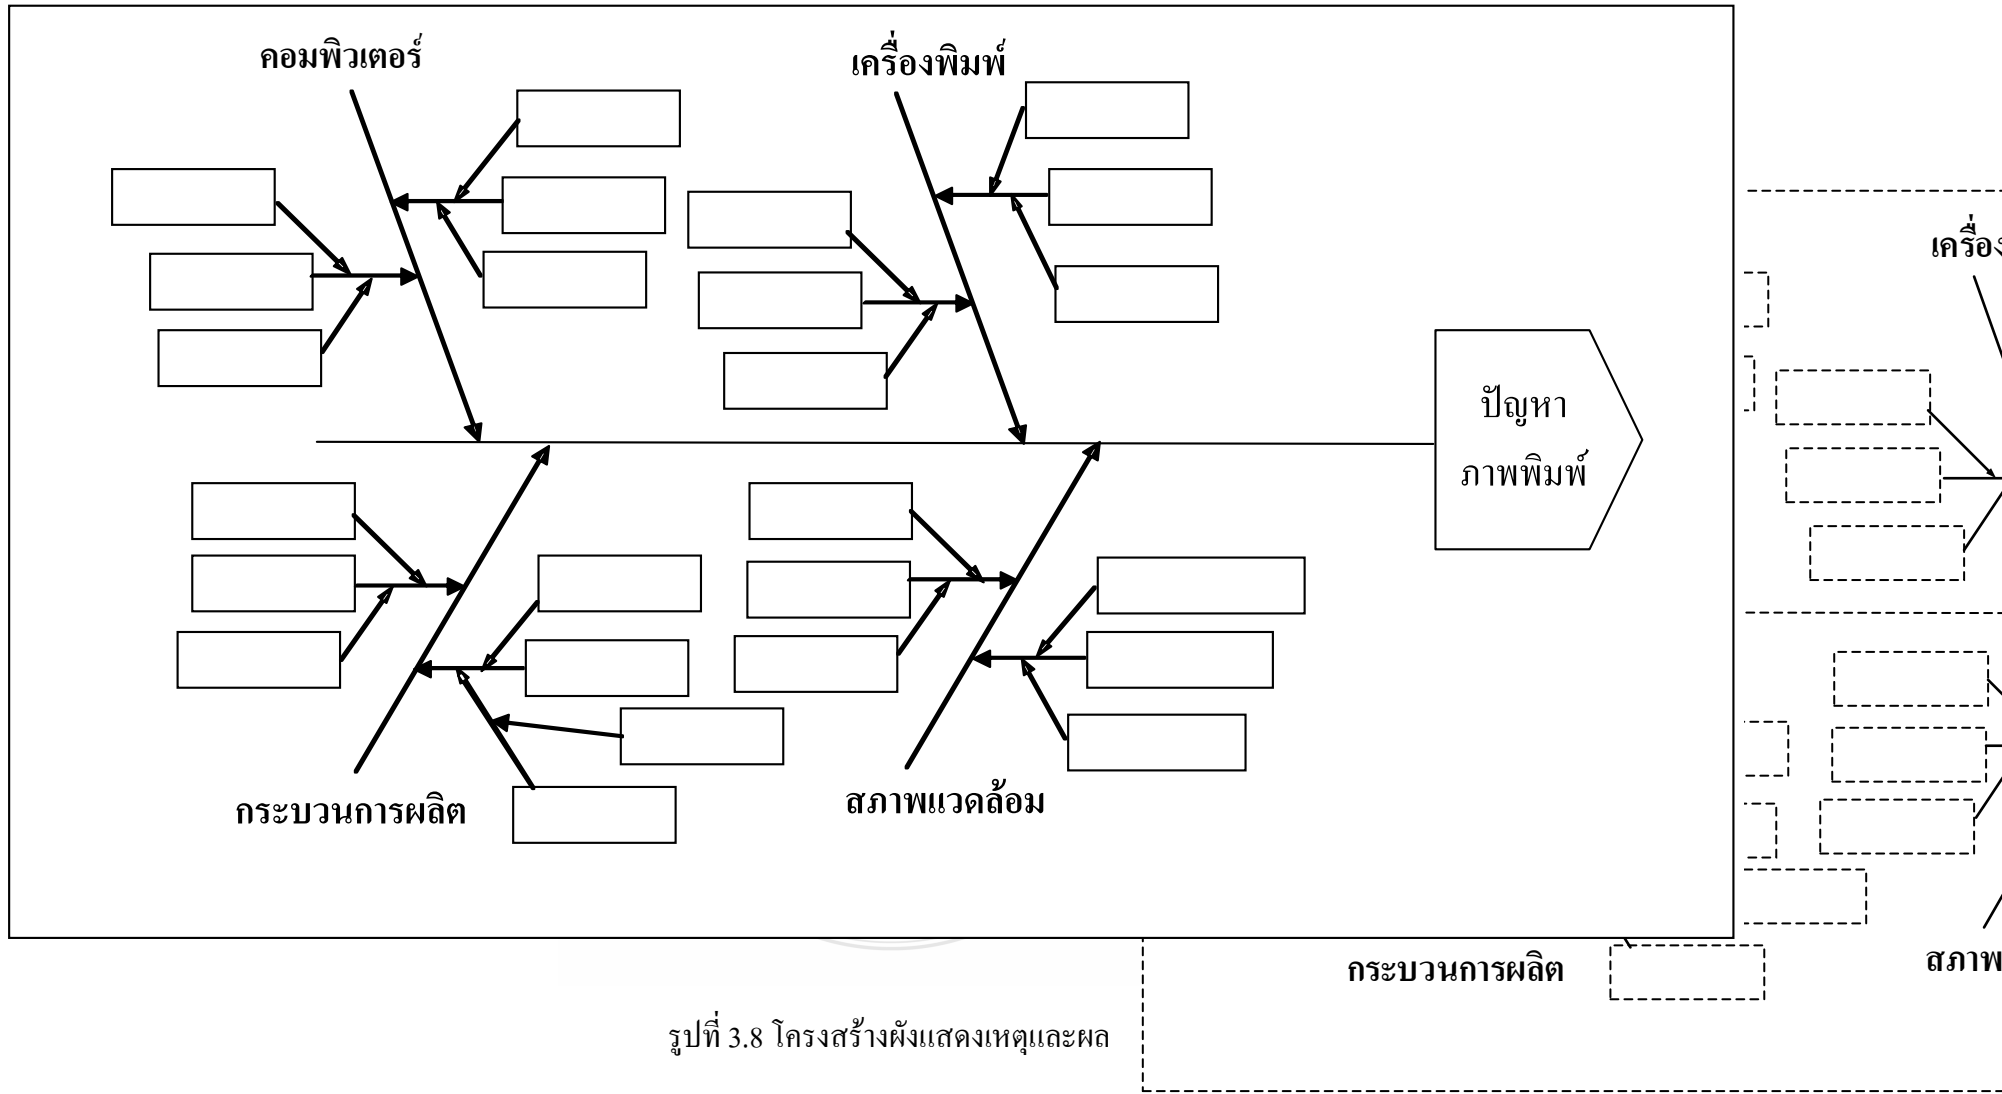 คอมพิวเตอร์
เครื่องพิมพ์
ปัญหา
ภาพพิมพ์
กระบวนการผลิต
สภาพแวดล้อม
เครื่อง
กระบวนการผลิต
สภาพ
รูปที่ 3.8 โครงสร้างผังแสดงเหตุและผล